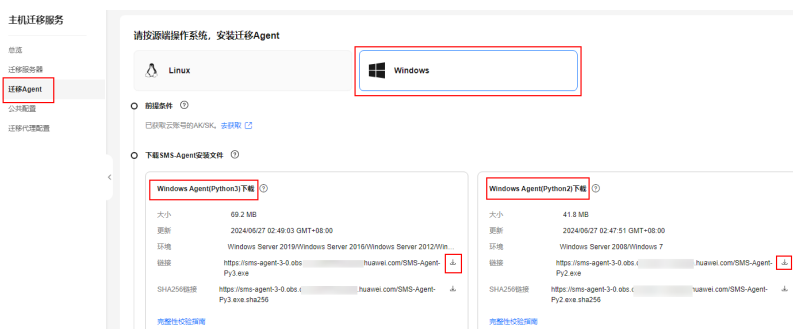 主机迁移服务
总览
迁移服务器
迁移Agent
公共配置
迁移代理配置
请按源端操作系统，安装迁移Agent
Linux
Windows
前提条件
已获取云账号的AK/SK。去获取
下载SMS-Agent安装文件
Windows Agent(Python3)下载
大小 69.2 MB
更新 2024/06/27 02:49:03 GMT+08:00
环境 Windows Server 2019/Windows Server 2016/Windows Server 2012/Win...
链接 https://sms-agent-3-0.obs huawei.com/SMS-Agent-
Py3.exe
SHA256链接 https://sms-agent-3-0.obs.c huawei.com/SMS-Agent-
Py3.exe.sha256
完整性校验指南
Windows Agent(Python2)下载
大小 41.8 MB
更新 2024/06/27 02:47:51 GMT+08:00
环境 Windows Server 2008/Windows 7
链接 https://sms-agent-3-0.obs.c huawei.com/SMS-Agent-
Py2.exe
SHA256链接 https://sms-agent-3-0.obs.c huawei.com/SMS-Agent-
Py2.exe.sha256
完整性校验指南